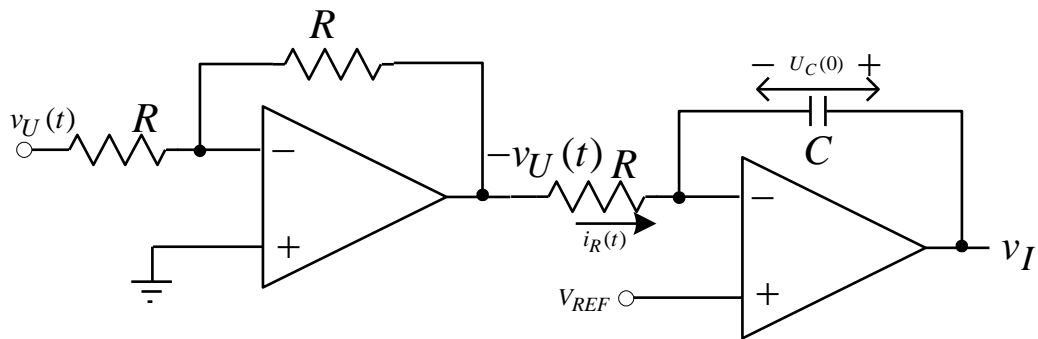 R
− U_C(0) +
v_U(t)
R
−
+
−v_U(t)
R
i_R(t)
C
−
+
V_REF
v_I